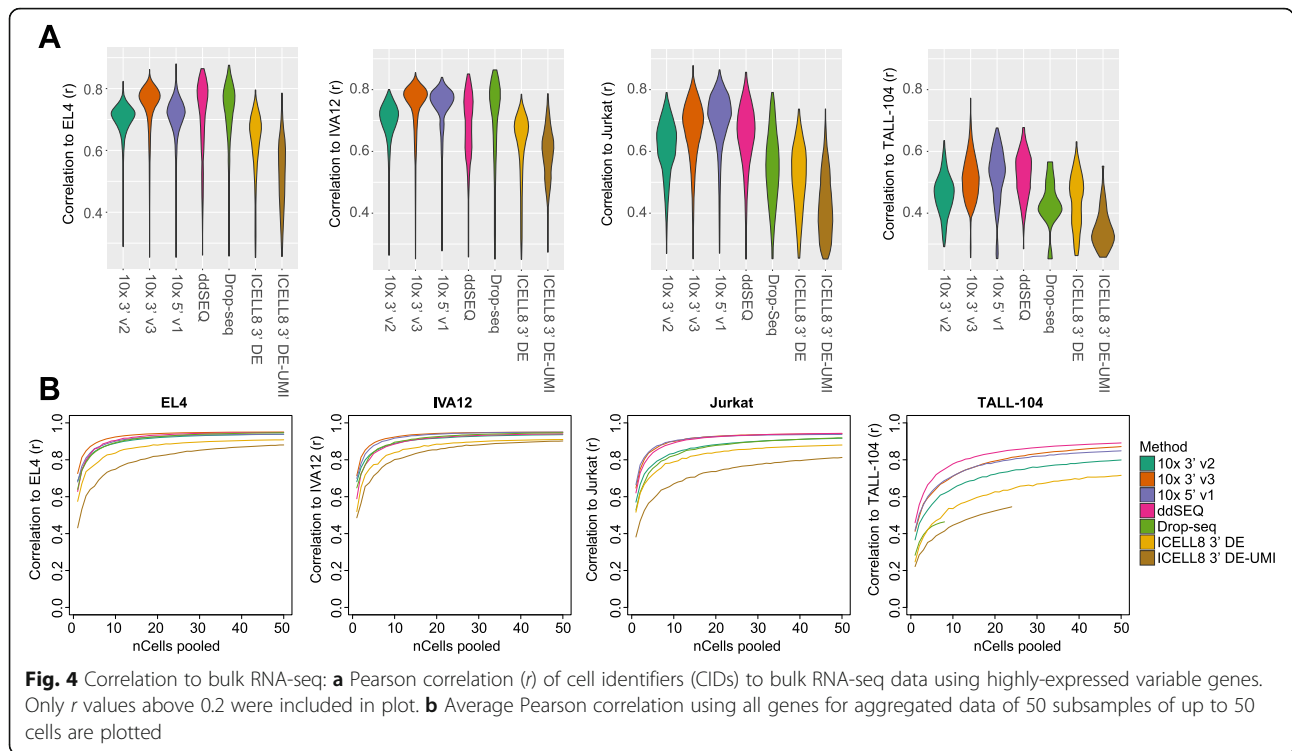 A
Correlation to EL4 (r)
0.8
0.6
0.4
10x 3' v2
10x 3' v3
10x 5' v1
ddSEQ
Drop-seq
ICELL8 3' DE
ICELL8 3' DE-UMI
Correlation to IVA12 (r)
0.8
0.6
0.4
10x 3' v2
10x 3' v3
10x 5' v1
ddSEQ
Drop-seq
ICELL8 3' DE
ICELL8 3' DE-UMI
Correlation to Jurkat (r)
0.8
0.6
0.4
10x 3' v2
10x 3' v3
10x 5' v1
ddSEQ
Drop-Seq
ICELL8 3' DE
ICELL8 3' DE-UMI
Correlation to TALL-104 (r)
0.8
0.6
0.4
10x 3' v2
10x 3' v3
10x 5' v1
ddSEQ
Drop-seq
ICELL8 3' DE
ICELL8 3' DE-UMI
B
EL4
Correlation to EL4 (r)
1.0
0.8
0.6
0.4
0.2
0.0
0 10 20 30 40 50
nCells pooled
IVA12
Correlation to IVA12 (r)
1.0
0.8
0.6
0.4
0.2
0.0
0 10 20 30 40 50
nCells pooled
Jurkat
Correlation to Jurkat (r)
1.0
0.8
0.6
0.4
0.2
0.0
0 10 20 30 40 50
nCells pooled
TALL-104
Correlation to TALL-104 (r)
1.0
0.8
0.6
0.4
0.2
0.0
0 10 20 30 40 50
nCells pooled
Method
10x 3' v2
10x 3' v3
10x 5' v1
ddSEQ
Drop-seq
ICELL8 3' DE
ICELL8 3' DE-UMI
Fig. 4 Correlation to bulk RNA-seq: a Pearson correlation (r) of cell identifiers (CIDs) to bulk RNA-seq data using highly-expressed variable genes.
Only r values above 0.2 were included in plot. b Average Pearson correlation using all genes for aggregated data of 50 subsamples of up to 50
cells are plotted